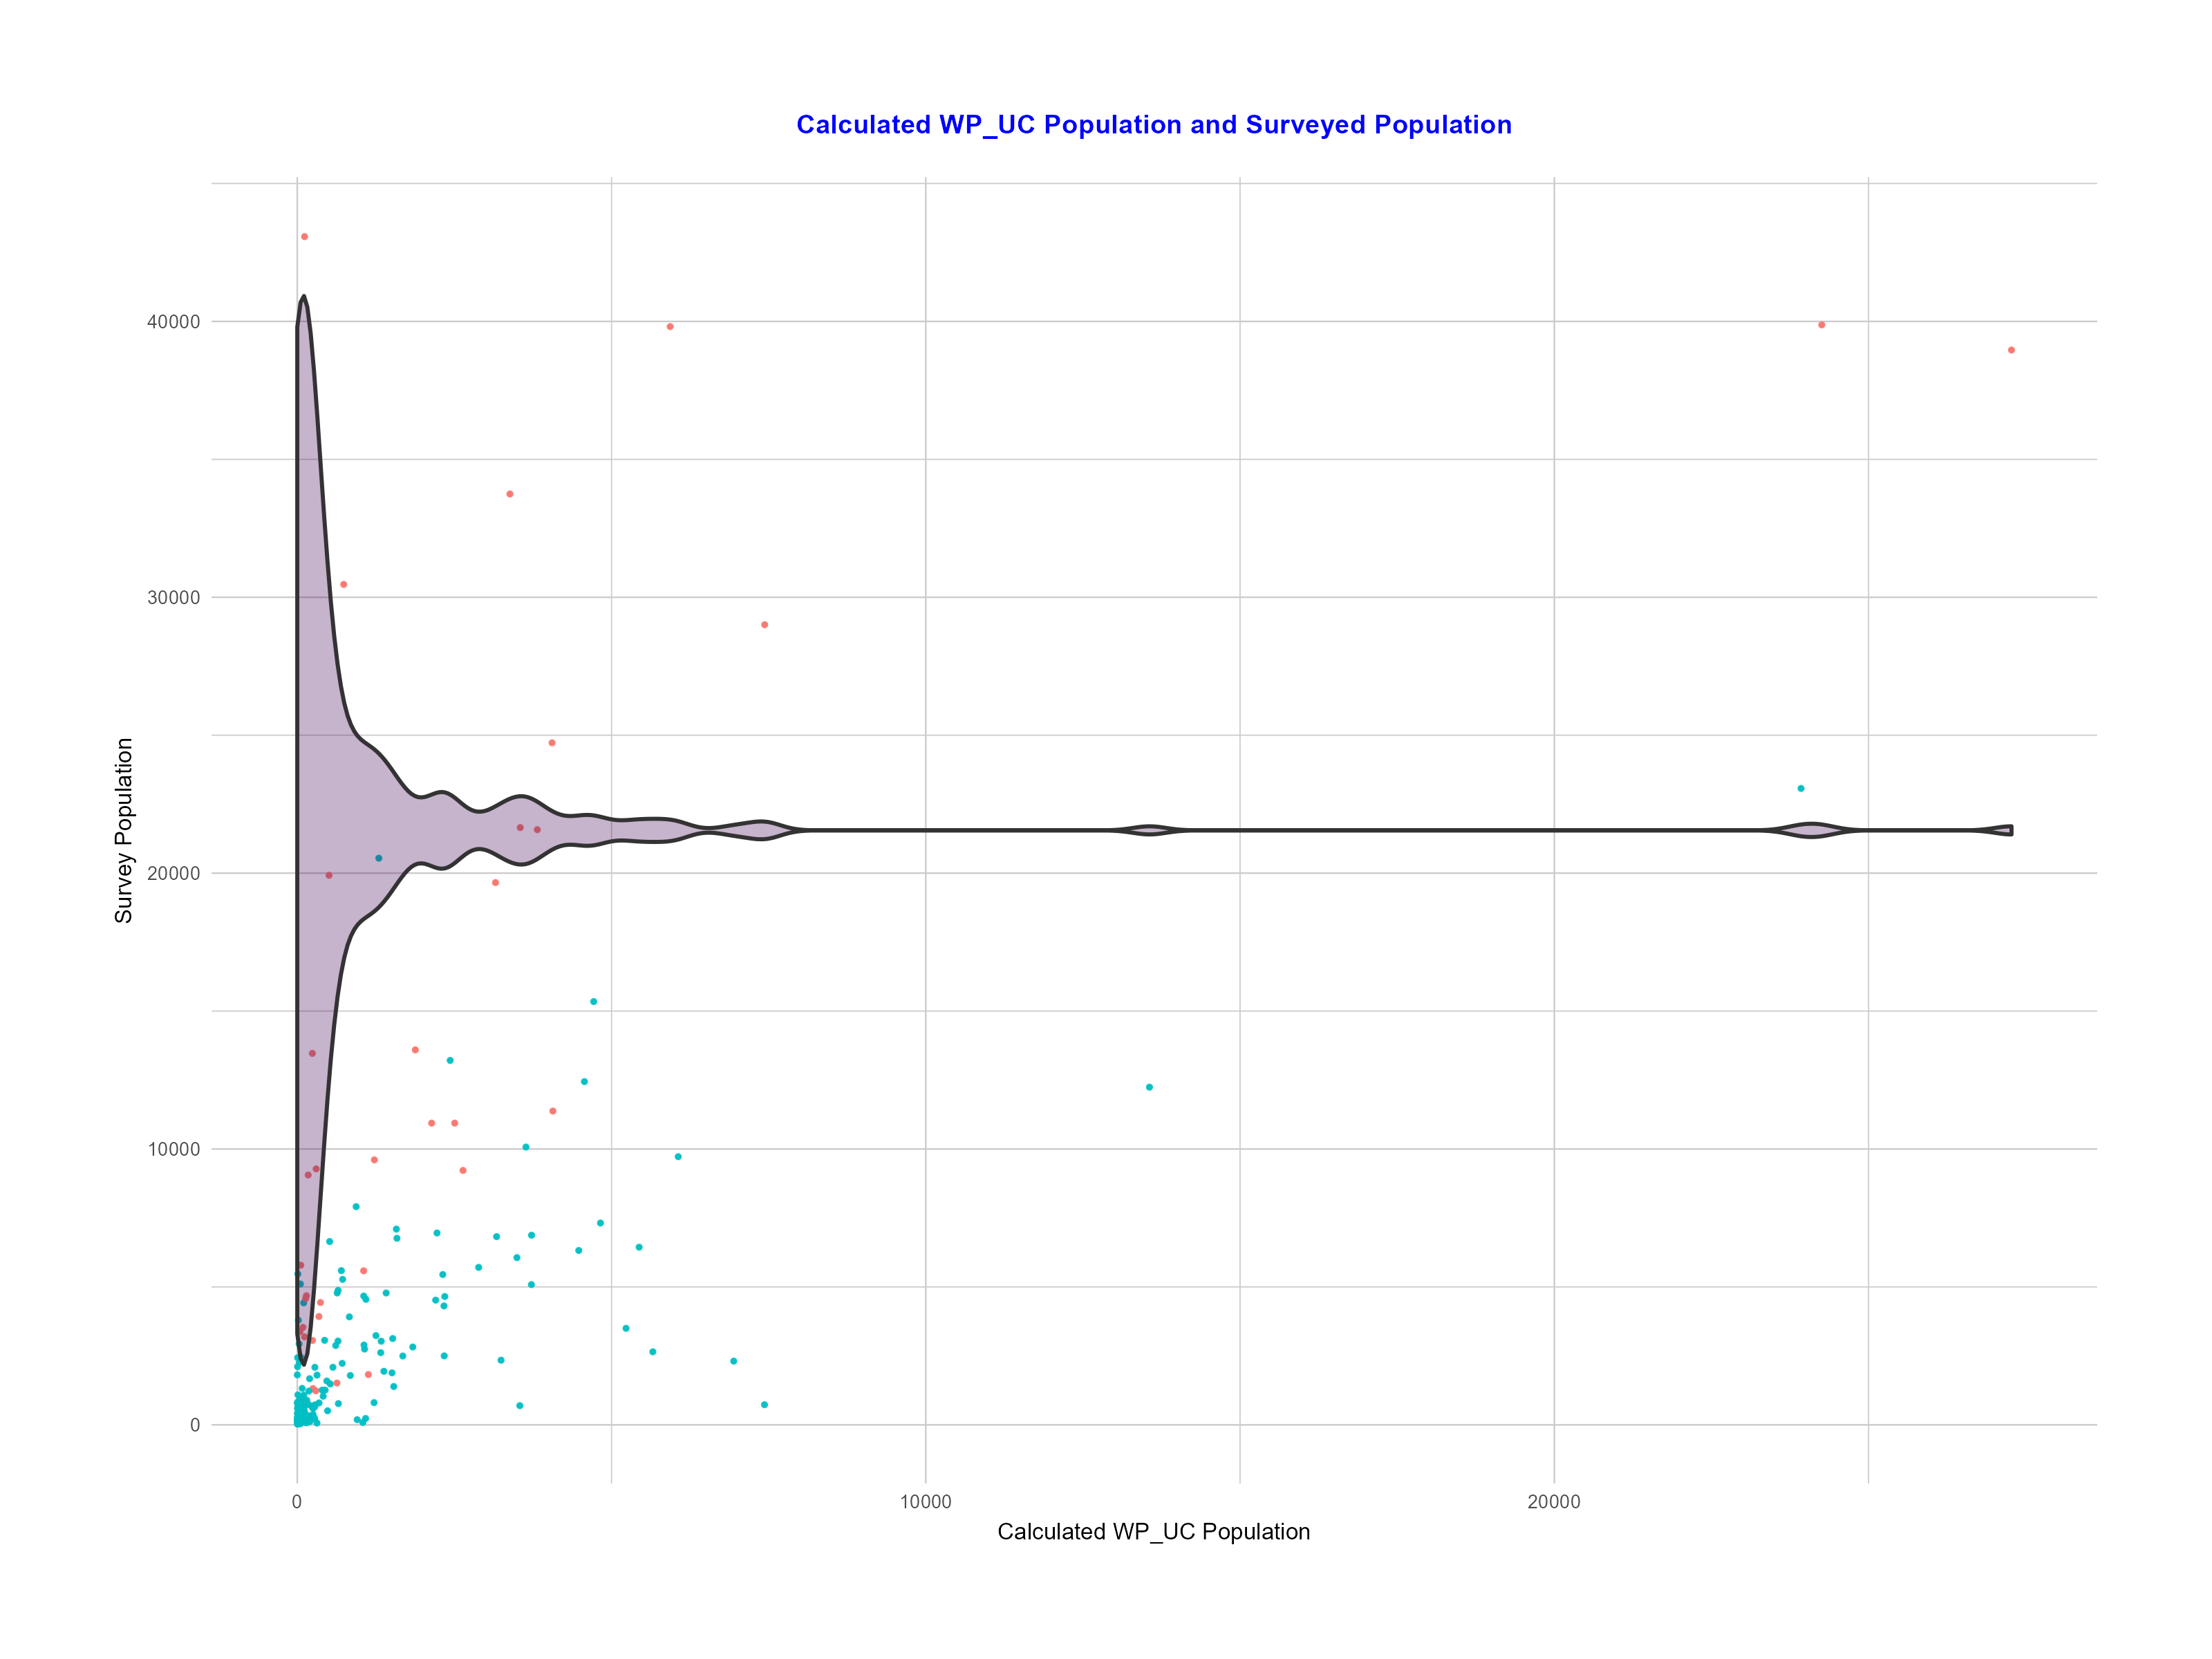 Calculated WP_UC Population and Surveyed Population
40000
30000
20000
10000
0
Survey Population
0 10000 20000
Calculated WP_UC Population